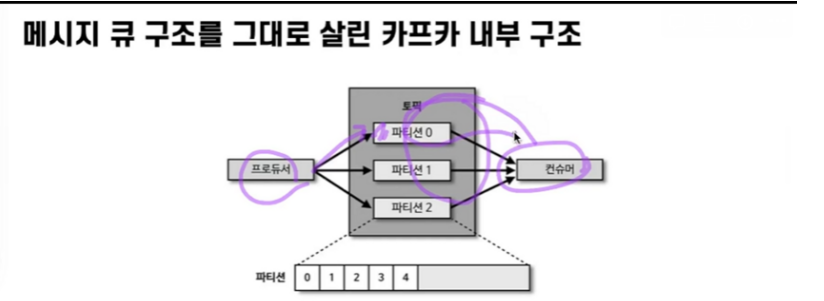 메시지 큐 구조를 그대로 살린 카프카 내부 구조
토픽
파티션 0
프로듀서
파티션 1
컨슈머
파티션 2
파티션 0 1 2 3 4